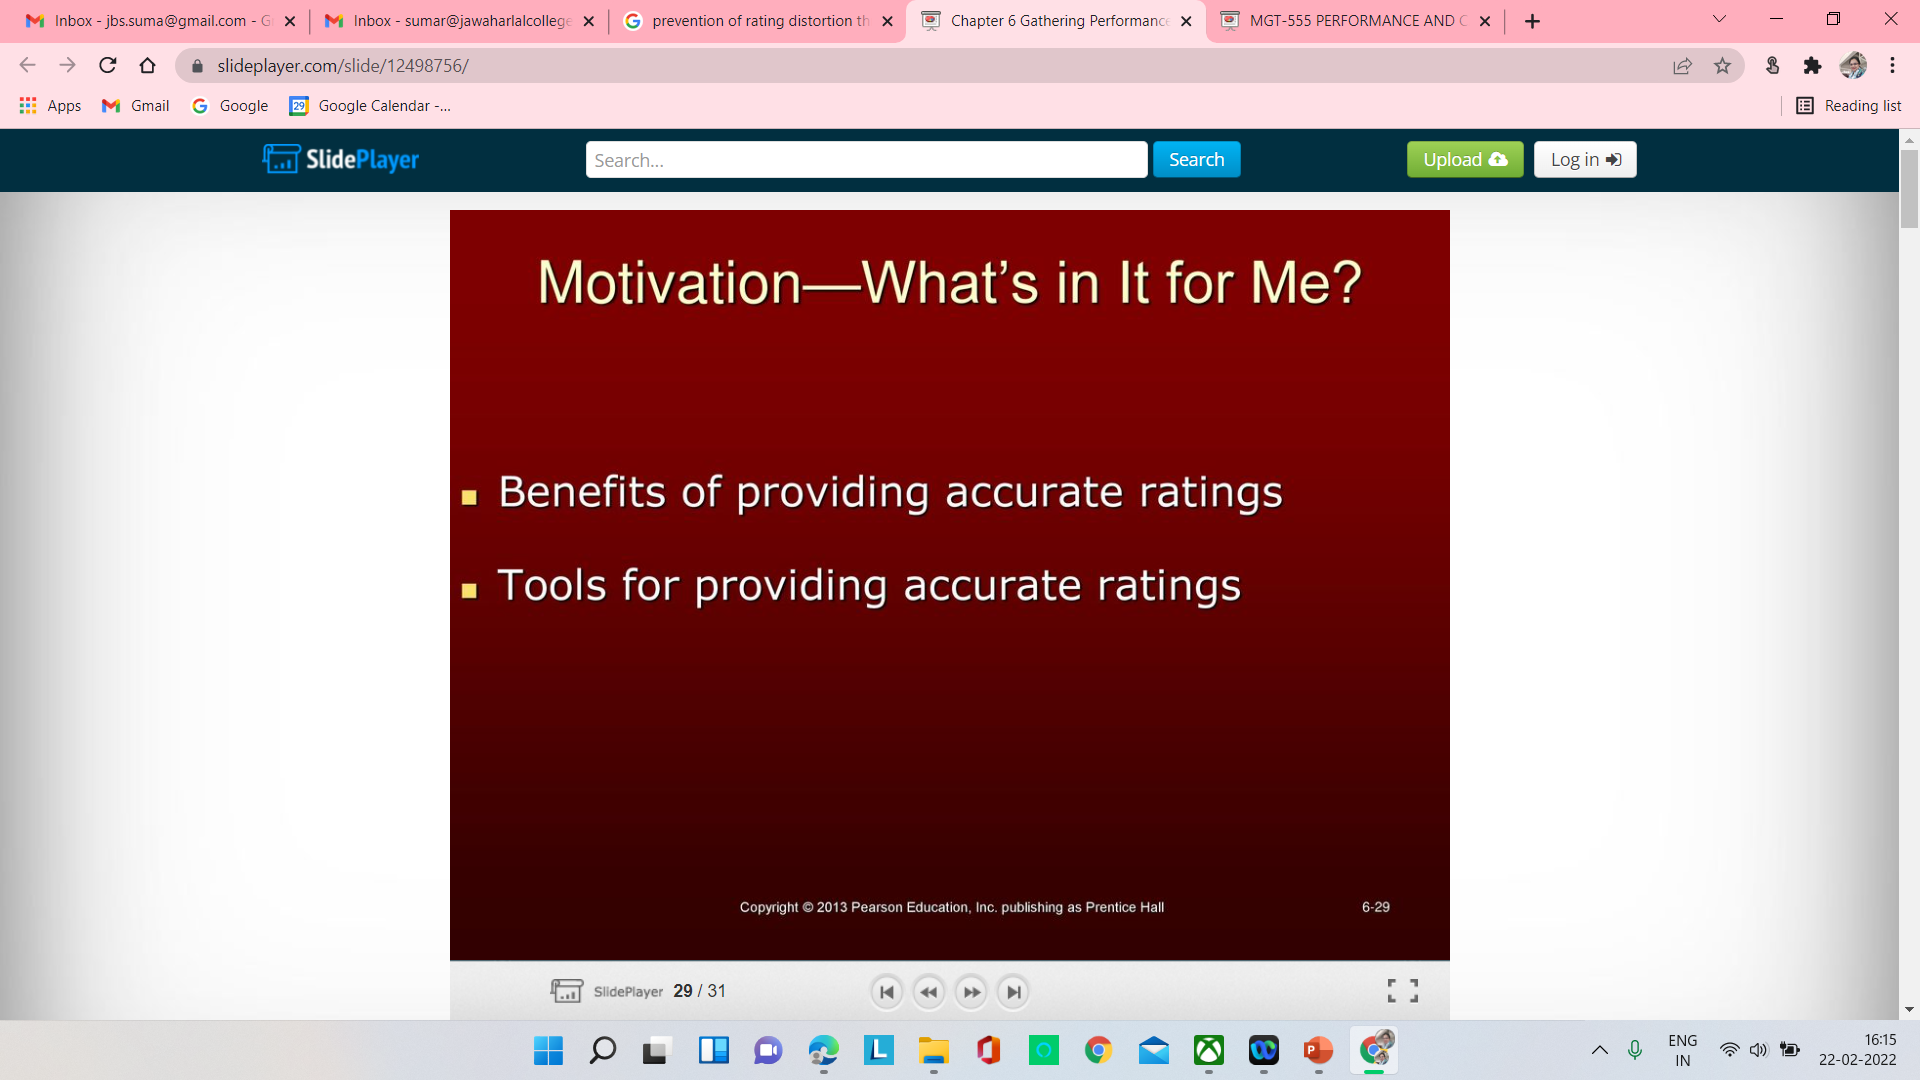 Inbox - jbs.suma@gmail.com - G
Inbox - sumar@jawaharlalcollege
prevention of rating distortion th
Chapter 6 Gathering Performance
MGT-555 PERFORMANCE AND C
slideplayer.com/slide/12498756/
Apps
Gmail
Google
29
Google Calendar -...
Reading list
SlidePlayer
Search...
Search
Upload
Log in
Motivation—What's in It for Me?
Benefits of providing accurate ratings
Tools for providing accurate ratings
Copyright © 2013 Pearson Education, Inc. publishing as Prentice Hall
6-29
SlidePlayer
29 / 31
ENG
IN
16:15
22-02-2022